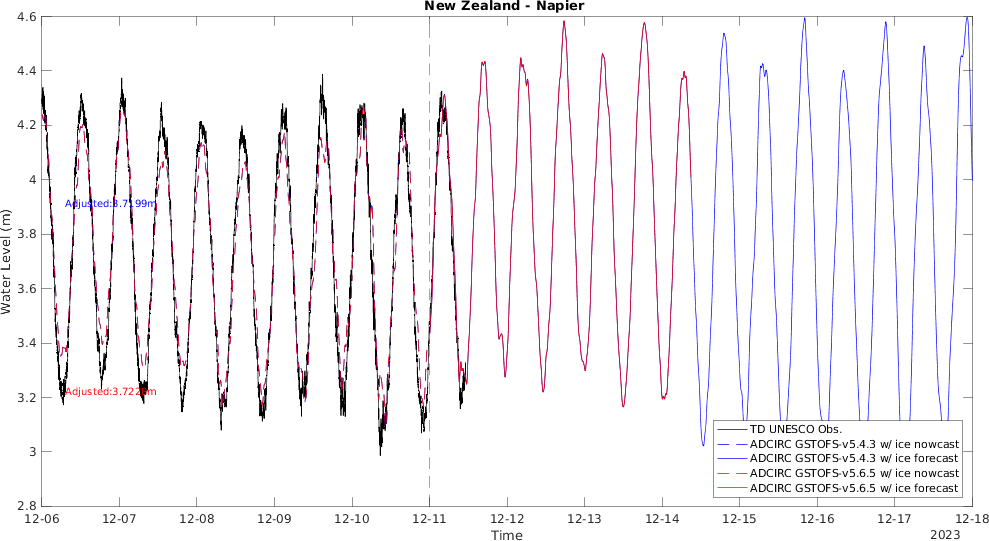 New Zealand - Napier
4.6
4.4
4.2
4
3.8
3.6
3.4
3.2
3
2.8
Water Level (m)
Adjusted:3.7199m
TD UNESCO Obs.
ADCIRC GSTOFS-v5.4.3 w/ ice nowcast
ADCIRC GSTOFS-v5.4.3 w/ ice forecast
ADCIRC GSTOFS-v5.6.5 w/ ice nowcast
ADCIRC GSTOFS-v5.6.5 w/ ice forecast
12-06 12-07 12-08 12-09 12-10 12-11 12-12 12-13 12-14 12-15 12-16 12-17 12-18
Time
2023